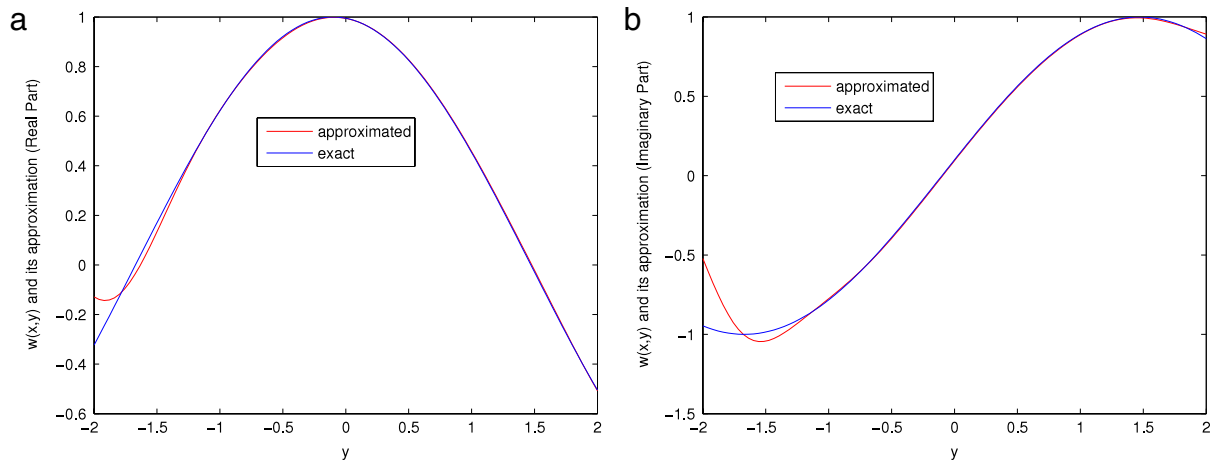 a
w(x,y) and its approximation (Real Part)
1
0.8
0.6
0.4
0.2
0
−0.2
−0.4
−0.6
approximated
exact
−2 −1.5 −1 −0.5 0 0.5 1 1.5 2
y
b
w(x,y) and its approximation (Imaginary Part)
1
0.5
0
−0.5
−1
−1.5
approximated
exact
−2 −1.5 −1 −0.5 0 0.5 1 1.5 2
y